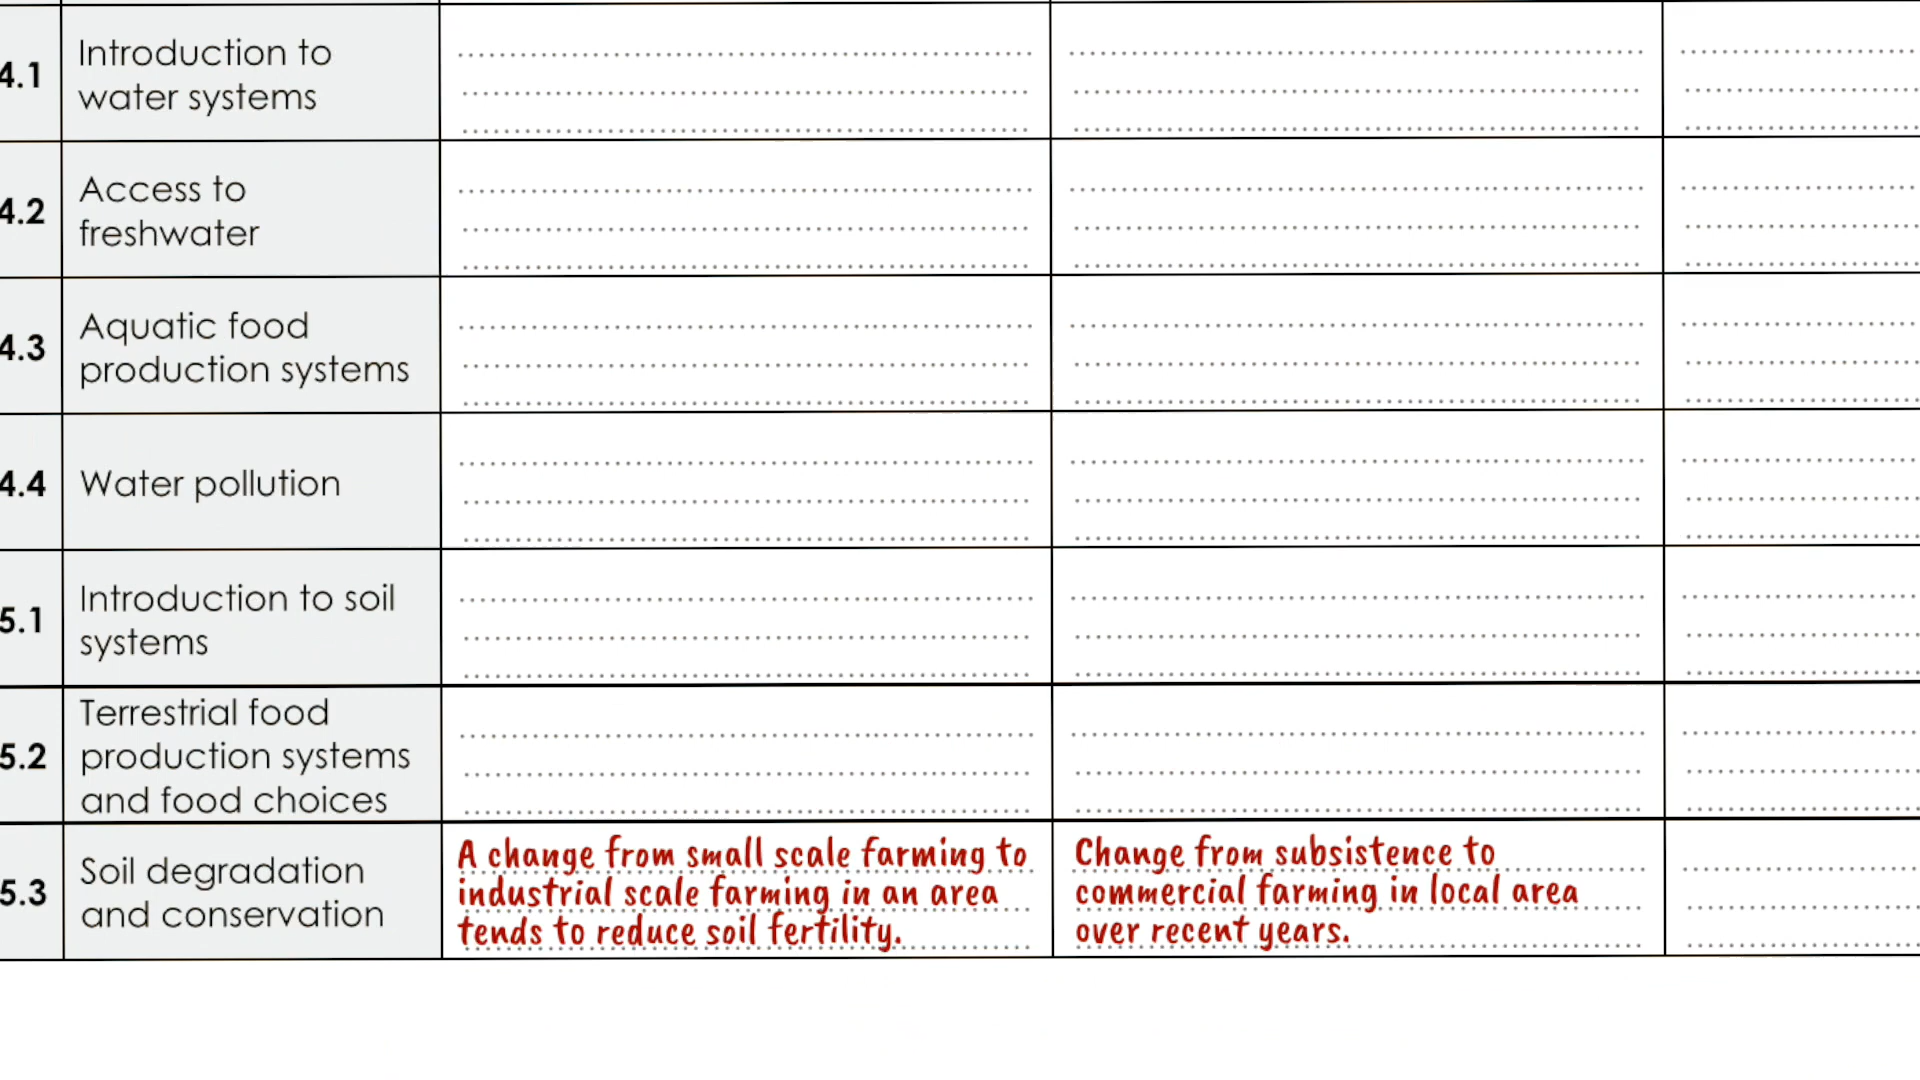 4.1
Introduction to
water systems
4.2
Access to
freshwater
4.3
Aquatic food
production systems
4.4
Water pollution
5.1
Introduction to soil
systems
5.2
Terrestrial food
production systems
and food choices
5.3
Soil degradation
and conservation
A change from small scale farming to
industrial scale farming in an area
tends to reduce soil fertility.
Change from subsistence to
commercial farming in local area
over recent years.